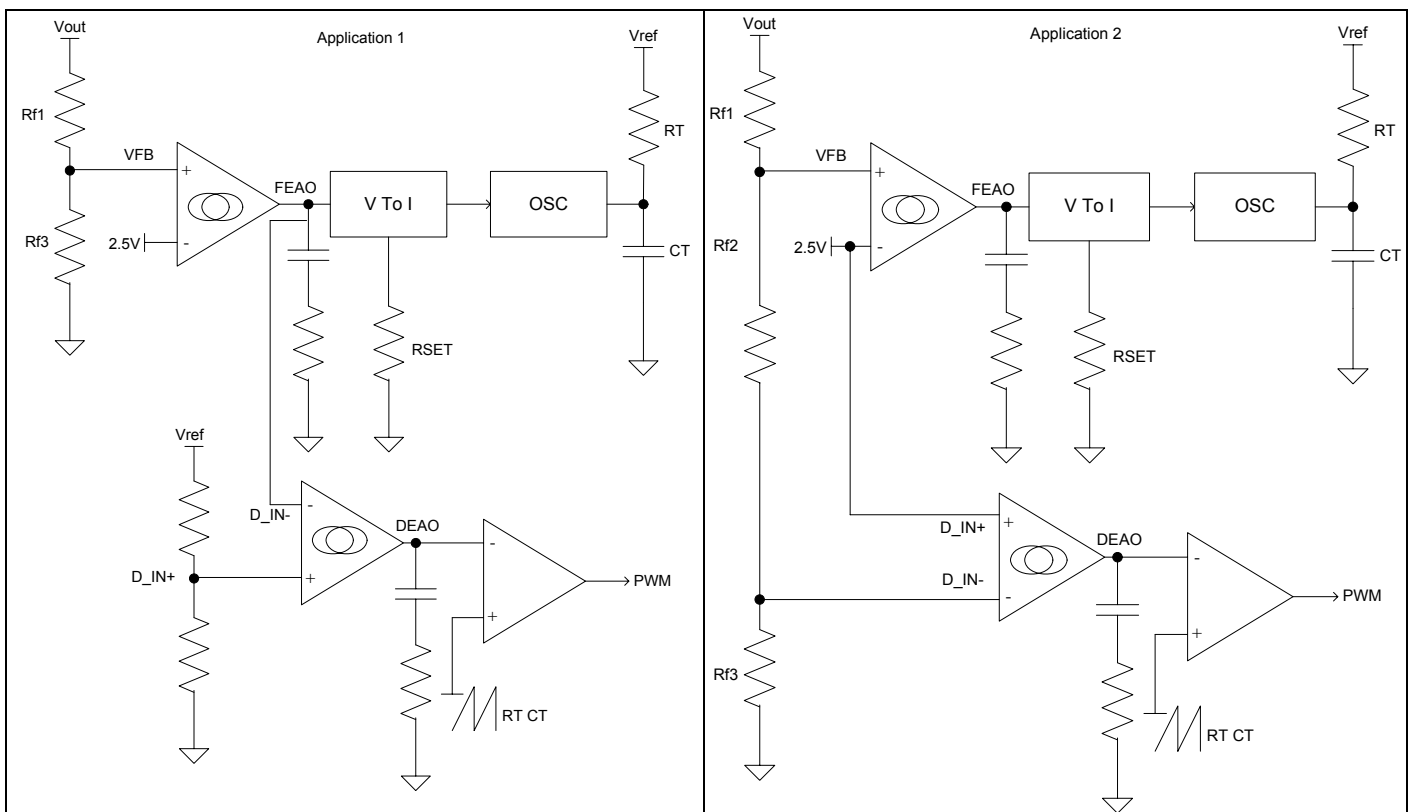 Application 1
Vout
Rf1
VFB
+
FEAO
V To I
OSC
Vref
RT
CT
Rf3
2.5V
-
RSET
Vref
D_IN-
-
DEAO
-
D_IN+
+
PWM
+
RT CT
Application 2
Vout
Rf1
VFB
+
FEAO
V To I
OSC
Vref
RT
CT
Rf2
2.5V
-
RSET
D_IN+
+
DEAO
-
D_IN-
-
PWM
+
Rf3
RT CT